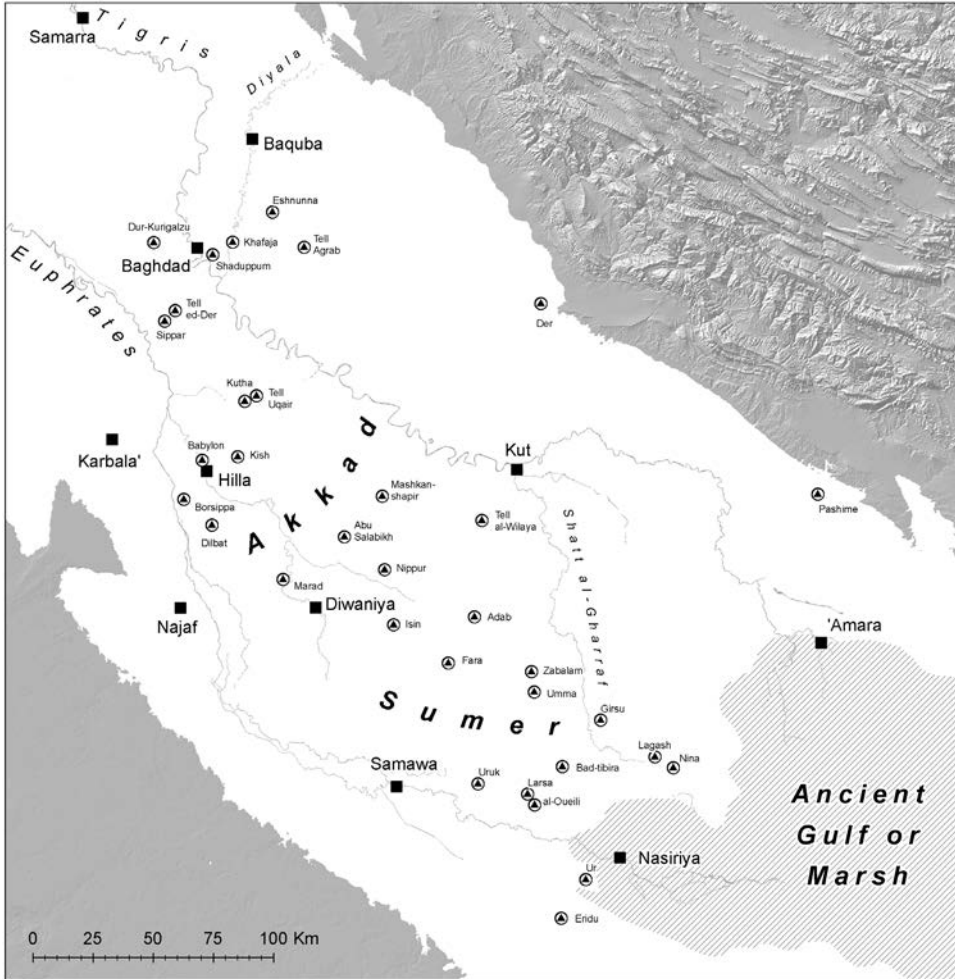 Samarra
Tigris
Diyala
Baquba
Eshnunna
Dur-Kurigalzu
Khafaja
Tell
Agrab
Baghdad
Shaduppum
Euphrates
Tell
ed-Der
Sippar
Der
Kutha
Tell
Uqair
Akkad
Kut
Karbala'
Babylon
Kish
Hilla
Mashkan-
shapir
Pashime
Borsippa
Tell
al-Wilaya
Shatt al-Gharraf
Dilbat
Abu
Salabikh
Nippur
Marad
Najaf
Diwaniya
Isin
Adab
'Amara
Fara
Zabalam
Umma
Sumer
Girsu
Lagash
Nina
Samawa
Uruk
Bad-tibira
Larsa
al-Oueili
Ancient
Gulf or
Marsh
Nasiriya
Ur
Eridu
0 25 50 75 100 Km